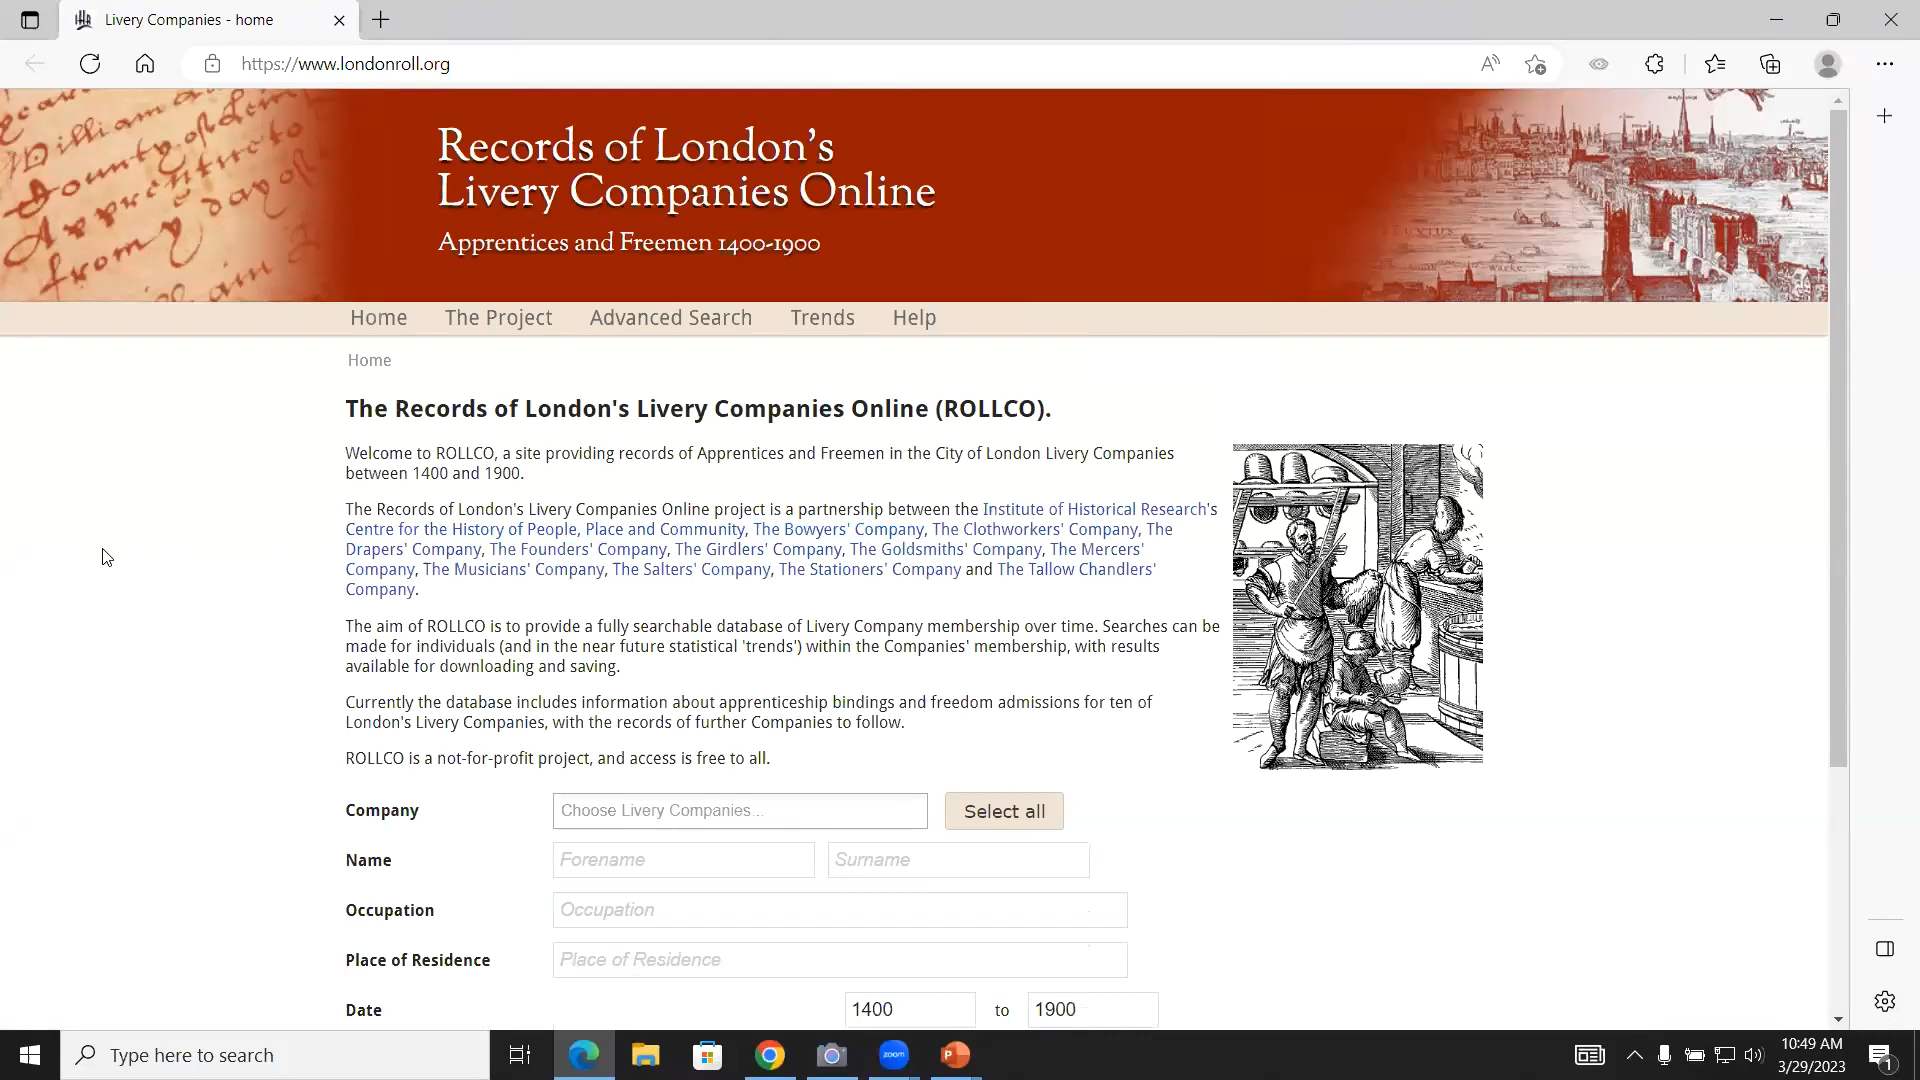 Livery Companies - home
https://www.londonroll.org
Records of London's
Livery Companies Online
Apprentices and Freemen 1400-1900
Home The Project Advanced Search Trends Help
Home
The Records of London's Livery Companies Online (ROLLCO).
Welcome to ROLLCO, a site providing records of Apprentices and Freemen in the City of London Livery Companies
between 1400 and 1900.
The Records of London's Livery Companies Online project is a partnership between the Institute of Historical Research's
Centre for the History of People, Place and Community, The Bowyers' Company, The Clothworkers' Company, The
Drapers' Company, The Founders' Company, The Girdlers' Company, The Goldsmiths' Company, The Mercers'
Company, The Musicians' Company, The Salters' Company, The Stationers' Company and The Tallow Chandlers'
Company.
The aim of ROLLCO is to provide a fully searchable database of Livery Company membership over time. Searches can be
made for individuals (and in the near future statistical 'trends') within the Companies' membership, with results
available for downloading and saving.
Currently the database includes information about apprenticeship bindings and freedom admissions for ten of
London's Livery Companies, with the records of further Companies to follow.
ROLLCO is a not-for-profit project, and access is free to all.
Company Choose Livery Companies... Select all
Name Forename Surname
Occupation Occupation
Place of Residence Place of Residence
Date 1400 to 1900
Type here to search
zoom
10:49 AM
3/29/2023
1